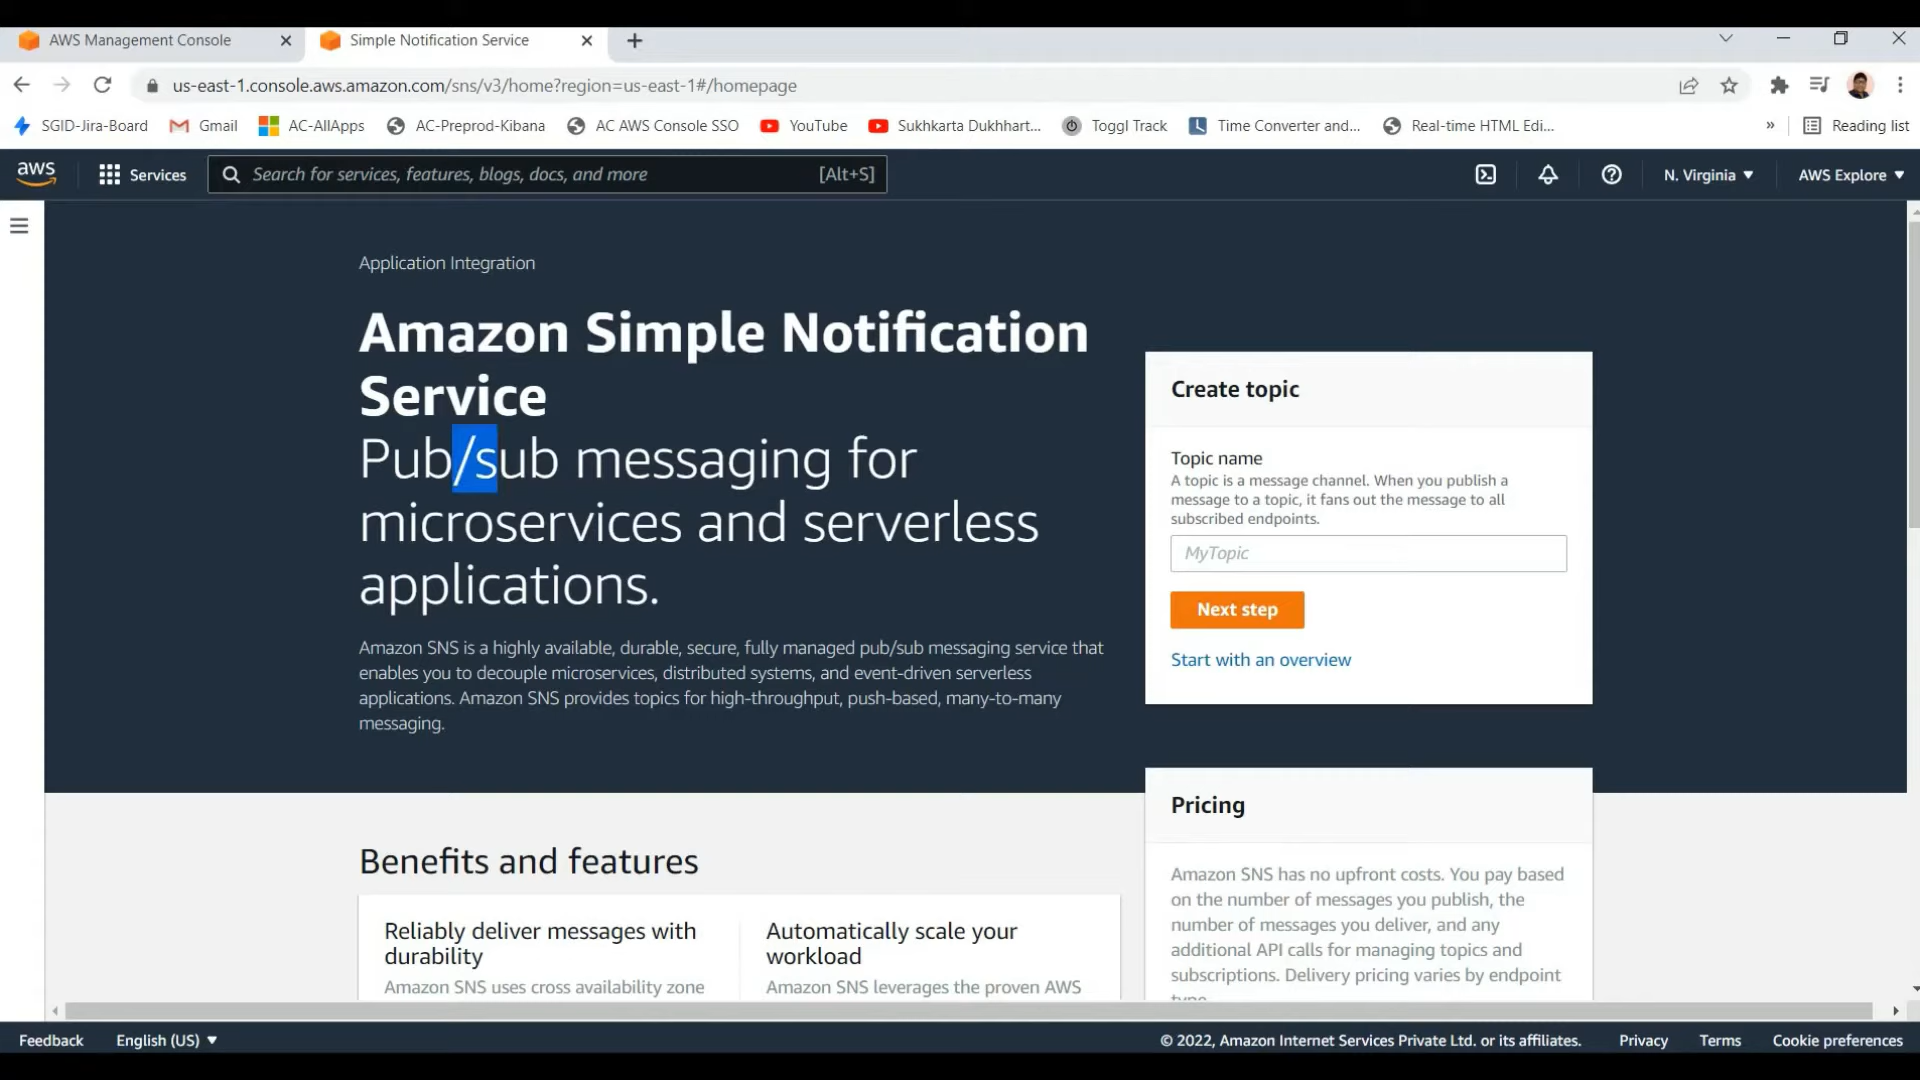 AWS Management Console
Simple Notification Service
us-east-1.console.aws.amazon.com/sns/v3/home?region=us-east-1#/homepage
SGID-Jira-Board
Gmail
AC-AllApps
AC-Preprod-Kibana
AC AWS Console SSO
YouTube
Sukhkarta Dukhhart...
Toggl Track
Time Converter and...
Real-time HTML Edi...
»
Reading list
aws
Services
Search for services, features, blogs, docs, and more
[Alt+S]
N. Virginia
AWS Explore
Application Integration
Amazon Simple Notification
Service
Pub/sub messaging for
microservices and serverless
applications.
Amazon SNS is a highly available, durable, secure, fully managed pub/sub messaging service that
enables you to decouple microservices, distributed systems, and event-driven serverless
applications. Amazon SNS provides topics for high-throughput, push-based, many-to-many
messaging.
Create topic
Topic name
A topic is a message channel. When you publish a
message to a topic, it fans out the message to all
subscribed endpoints.
MyTopic
Next step
Start with an overview
Pricing
Amazon SNS has no upfront costs. You pay based
on the number of messages you publish, the
number of messages you deliver, and any
additional API calls for managing topics and
subscriptions. Delivery pricing varies by endpoint
type.
Benefits and features
Reliably deliver messages with
durability
Amazon SNS uses cross availability zone
Automatically scale your
workload
Amazon SNS leverages the proven AWS
Feedback
English (US)
© 2022, Amazon Internet Services Private Ltd. or its affiliates.
Privacy
Terms
Cookie preferences